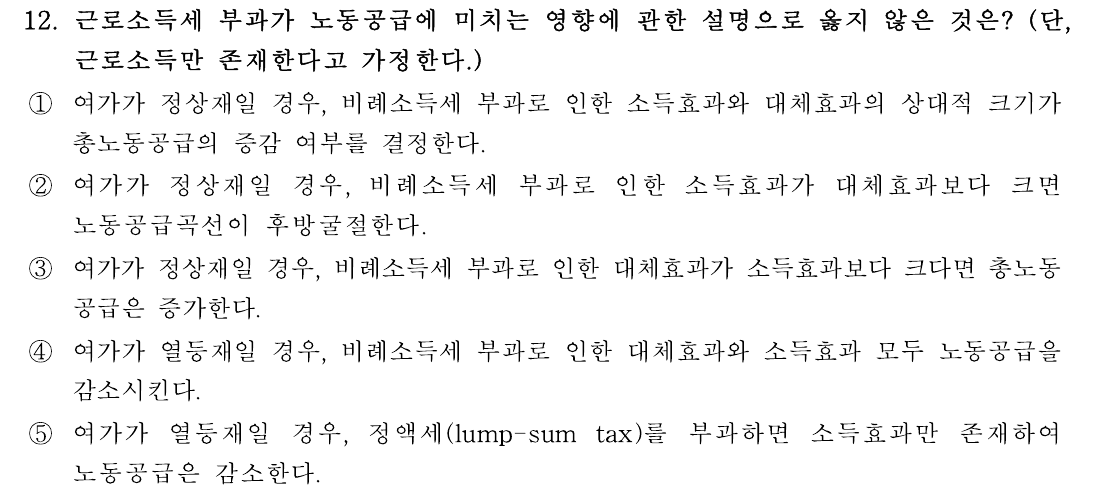 12. 근로소득세 부과가 노동공급에 미치는 영향에 관한 설명으로 옳지 않은 것은? (단,
근로소득만 존재한다고 가정한다.)
① 여가가 정상재일 경우, 비례소득세 부과로 인한 소득효과와 대체효과의 상대적 크기가
총노동공급의 증감 여부를 결정한다.
② 여가가 정상재일 경우, 비례소득세 부과로 인한 소득효과가 대체효과보다 크면
노동공급곡선이 후방굴절한다.
③ 여가가 정상재일 경우, 비례소득세 부과로 인한 대체효과가 소득효과보다 크다면 총노동
공급은 증가한다.
④ 여가가 열등재일 경우, 비례소득세 부과로 인한 대체효과와 소득효과 모두 노동공급을
감소시킨다.
⑤ 여가가 열등재일 경우, 정액세(lump-sum tax)를 부과하면 소득효과만 존재하여
노동공급은 감소한다.